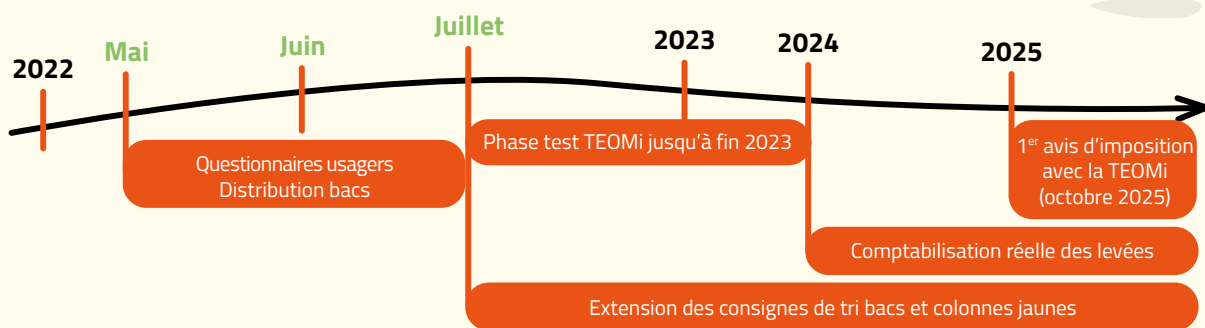 2022
Mai
Juin
Juillet
2023
2024
2025
Questionnaires usagers
Distribution bacs
Phase test TEOMi jusqu'à fin 2023
1er avis d'imposition
avec la TEOMi
(octobre 2025)
Comptabilisation réelle des levées
Extension des consignes de tri bacs et colonnes jaunes